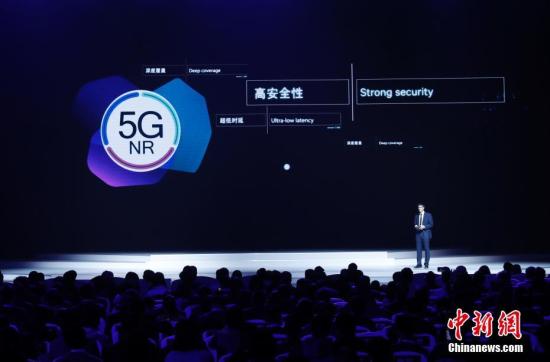 深度覆盖 Deep coverage
高安全性 Strong security
5G
NR
超低时延 Ultra-low latency
深度覆盖 Deep coverage
中新网
Chinanews.com